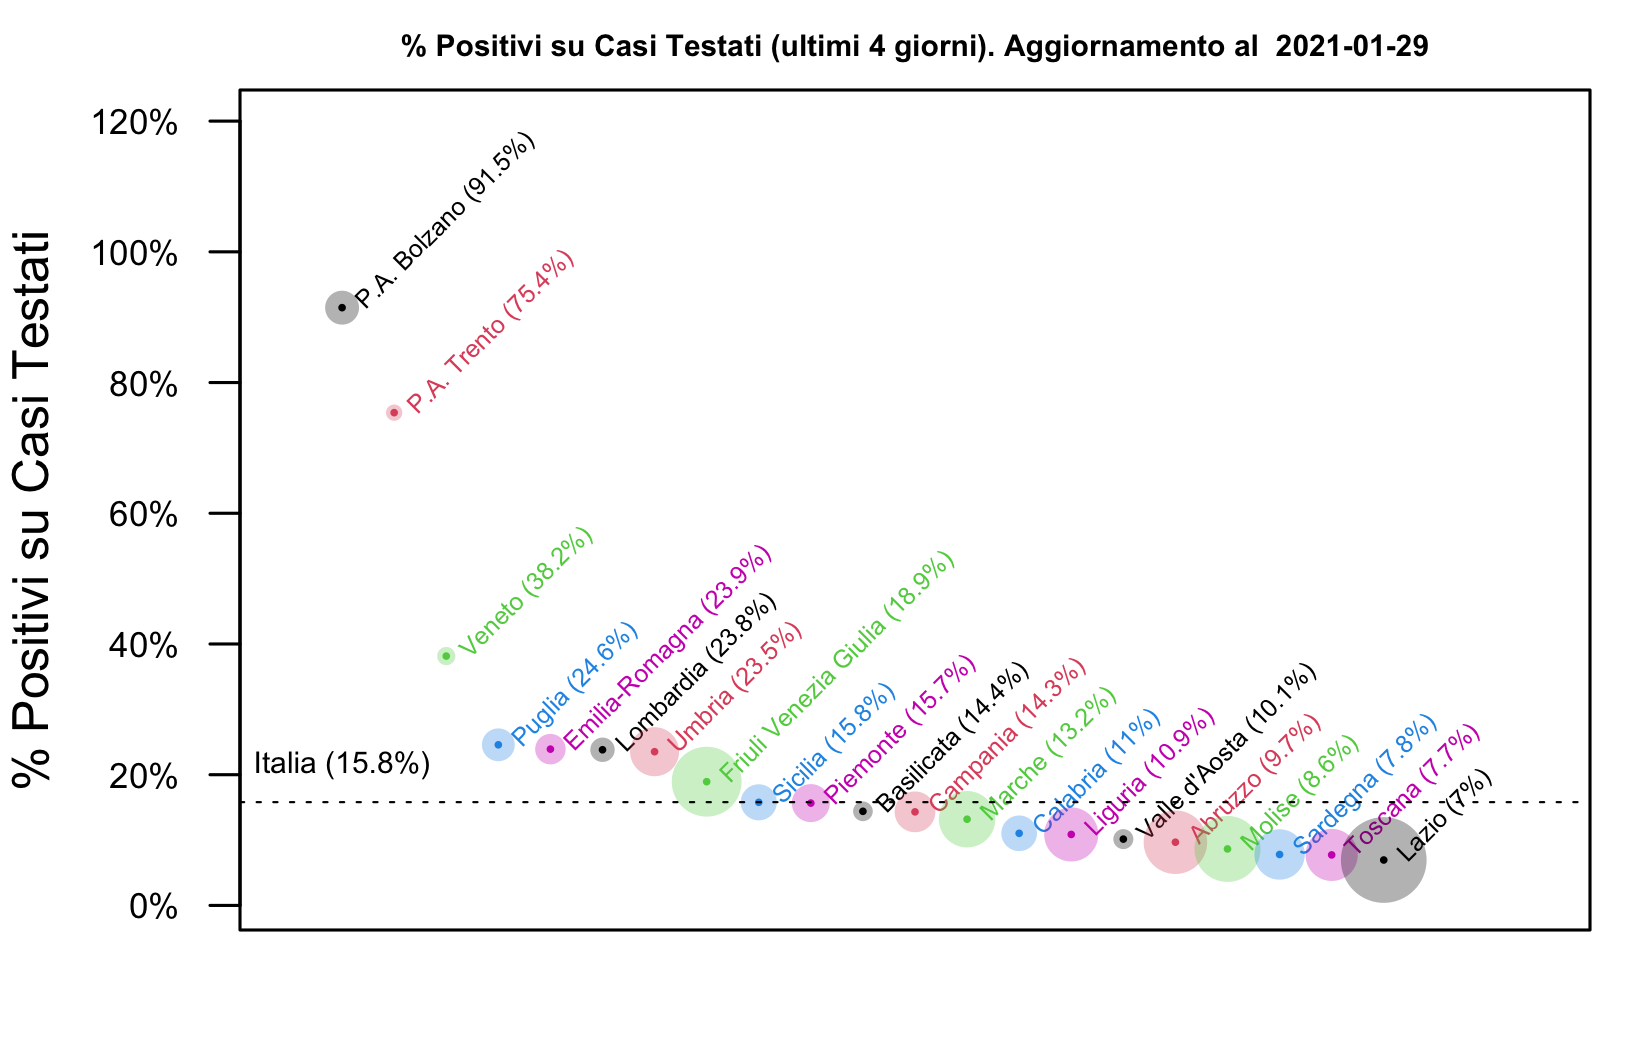 % Positivi su Casi Testati (ultimi 4 giorni). Aggiornamento al  2021-01-29
% Positivi su Casi Testati
120%
100%
80%
60%
40%
20%
0%
P.A. Bolzano (91.5%)
P.A. Trento (75.4%)
Veneto (38.2%)
Puglia (24.6%)
Emilia-Romagna (23.9%)
Lombardia (23.8%)
Umbria (23.5%)
Friuli Venezia Giulia (18.9%)
Sicilia (15.8%)
Piemonte (15.7%)
Basilicata (14.4%)
Campania (14.3%)
Marche (13.2%)
Calabria (11%)
Liguria (10.9%)
Valle d'Aosta (10.1%)
Abruzzo (9.7%)
Molise (8.6%)
Sardegna (7.8%)
Toscana (7.7%)
Lazio (7%)
Italia (15.8%)